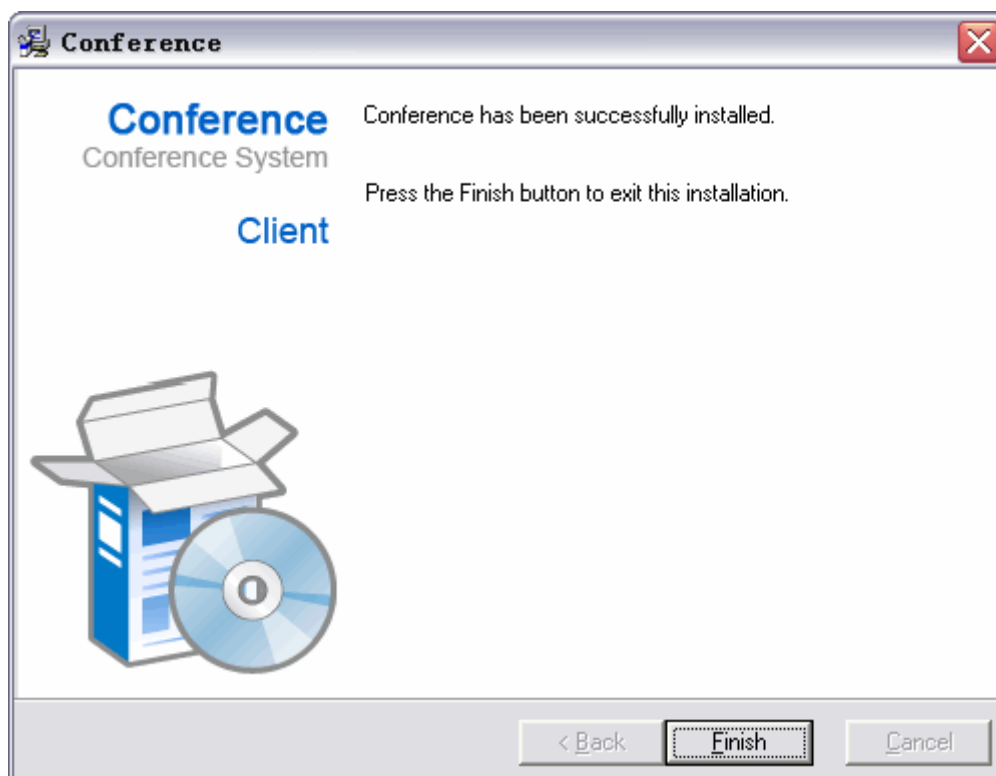 Conference
Conference
Conference System
Client
Conference has been successfully installed.
Press the Finish button to exit this installation.
< Back
Finish
Cancel